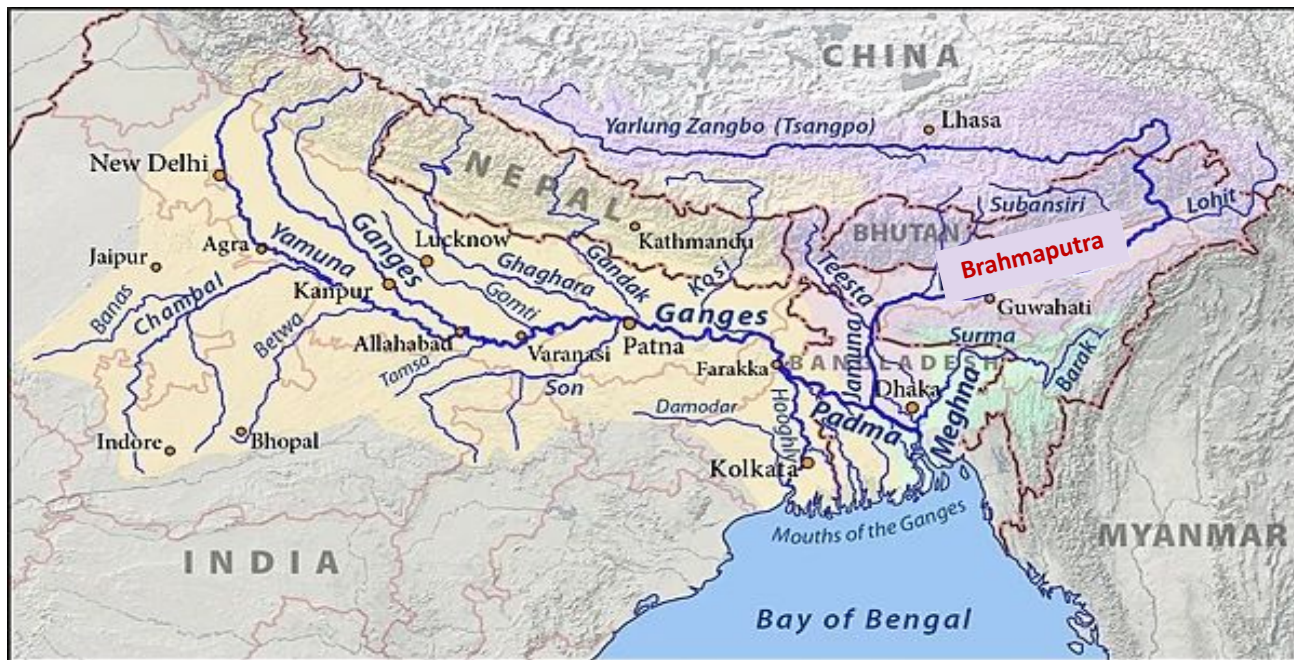 CHINA
Yarlung Zangbo (Tsangpo)
Lhasa
New Delhi
NEPAL
Subansiri
Lohit
BHUTAN
Brahmaputra
Kathmandu
Agra
Yamuna
Ganges
Lucknow
Jaipur
Ghaghara
Gandak
Kosi
Teesta
Banas
Chambal
Kanpur
Gomti
Guwahati
Betwa
Ganges
Allahabad
Varanasi
Patna
Surma
Tamsa
Son
Farakka
BANGLADESH
Jamuna
Dhaka
Barak
Damodar
Hooghly
Padma
Meghna
Indore
Bhopal
Kolkata
Mouths of the Ganges
INDIA
MYANMAR
Bay of Bengal